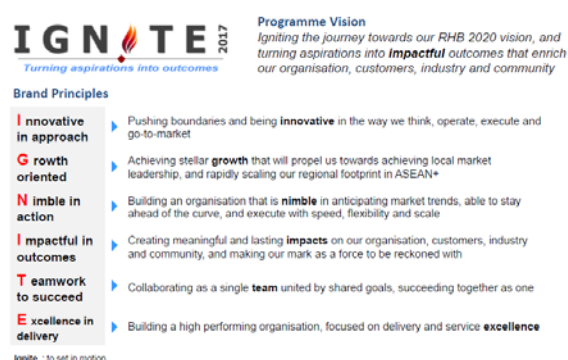 IGNITE 2017
Turning aspirations into outcomes
Programme Vision
Igniting the journey towards our RHB 2020 vision, and
turning aspirations into impactful outcomes that enrich
our organisation, customers, industry and community
Brand Principles
I nnovative
in approach
Pushing boundaries and being innovative in the way we think, operate, execute and
go-to-market
G rowth
oriented
Achieving stellar growth that will propel us towards achieving local market
leadership, and rapidly scaling our regional footprint in ASEAN+
N imble in
action
Building an organisation that is nimble in anticipating market trends, able to stay
ahead of the curve, and execute with speed, flexibility and scale
I mpactful in
outcomes
Creating meaningful and lasting impacts on our organisation, customers, industry
and community, and making our mark as a force to be reckoned with
T eamwork
to succeed
Collaborating as a single team united by shared goals, succeeding together as one
E xcellence in
delivery
Building a high performing organisation, focused on delivery and service excellence
Ignite : to set in motion